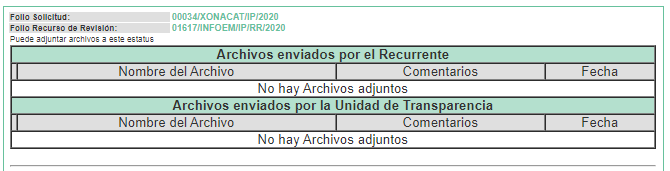 Folio Solicitud: 00034/XONACAT/IP/2020
Folio Recurso de Revisión: 01617/INFOEM/IP/RR/2020
Puede adjuntar archivos a este estatus
Archivos enviados por el Recurrente
Nombre del Archivo Comentarios Fecha
No hay Archivos adjuntos
Archivos enviados por la Unidad de Transparencia
Nombre del Archivo Comentarios Fecha
No hay Archivos adjuntos